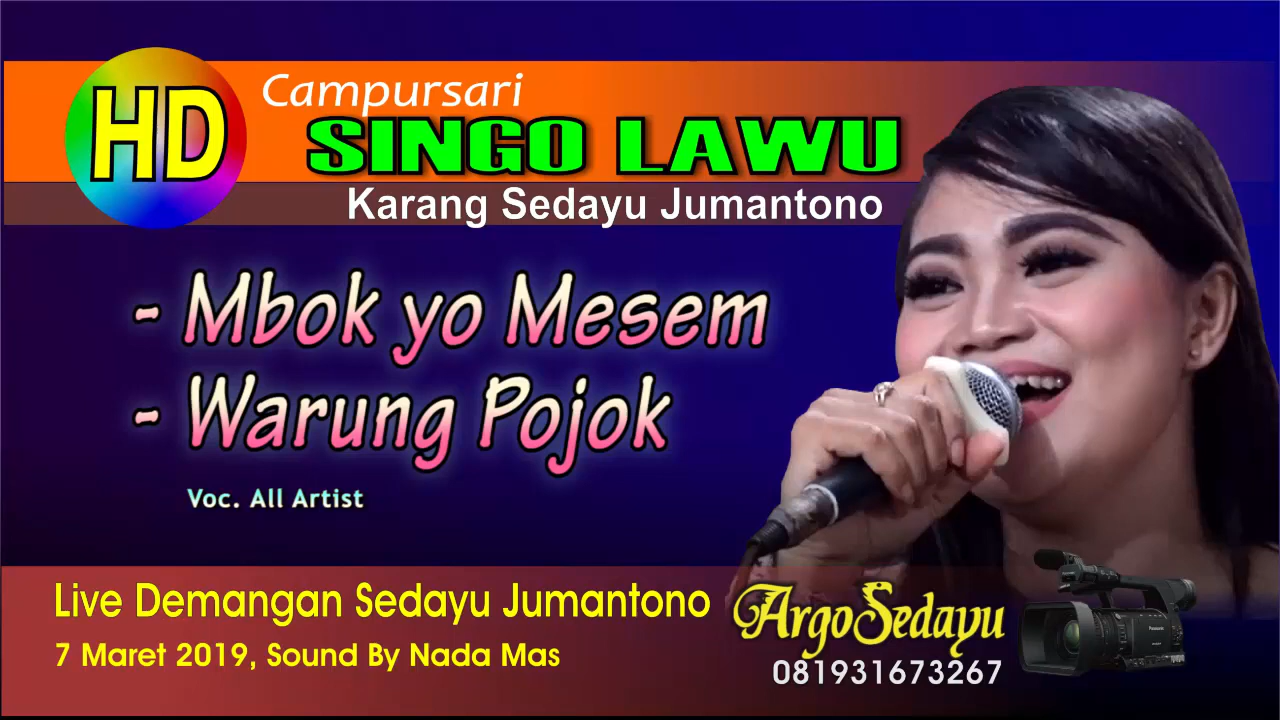 HD
Campursari
SINGO LAWU
Karang Sedayu Jumantono
- Mbok yo Mesem
- Warung Pojok
Voc. All Artist
Live Demangan Sedayu Jumantono
7 Maret 2019, Sound By Nada Mas
ArgoSedayu
081931673267
Panasonic